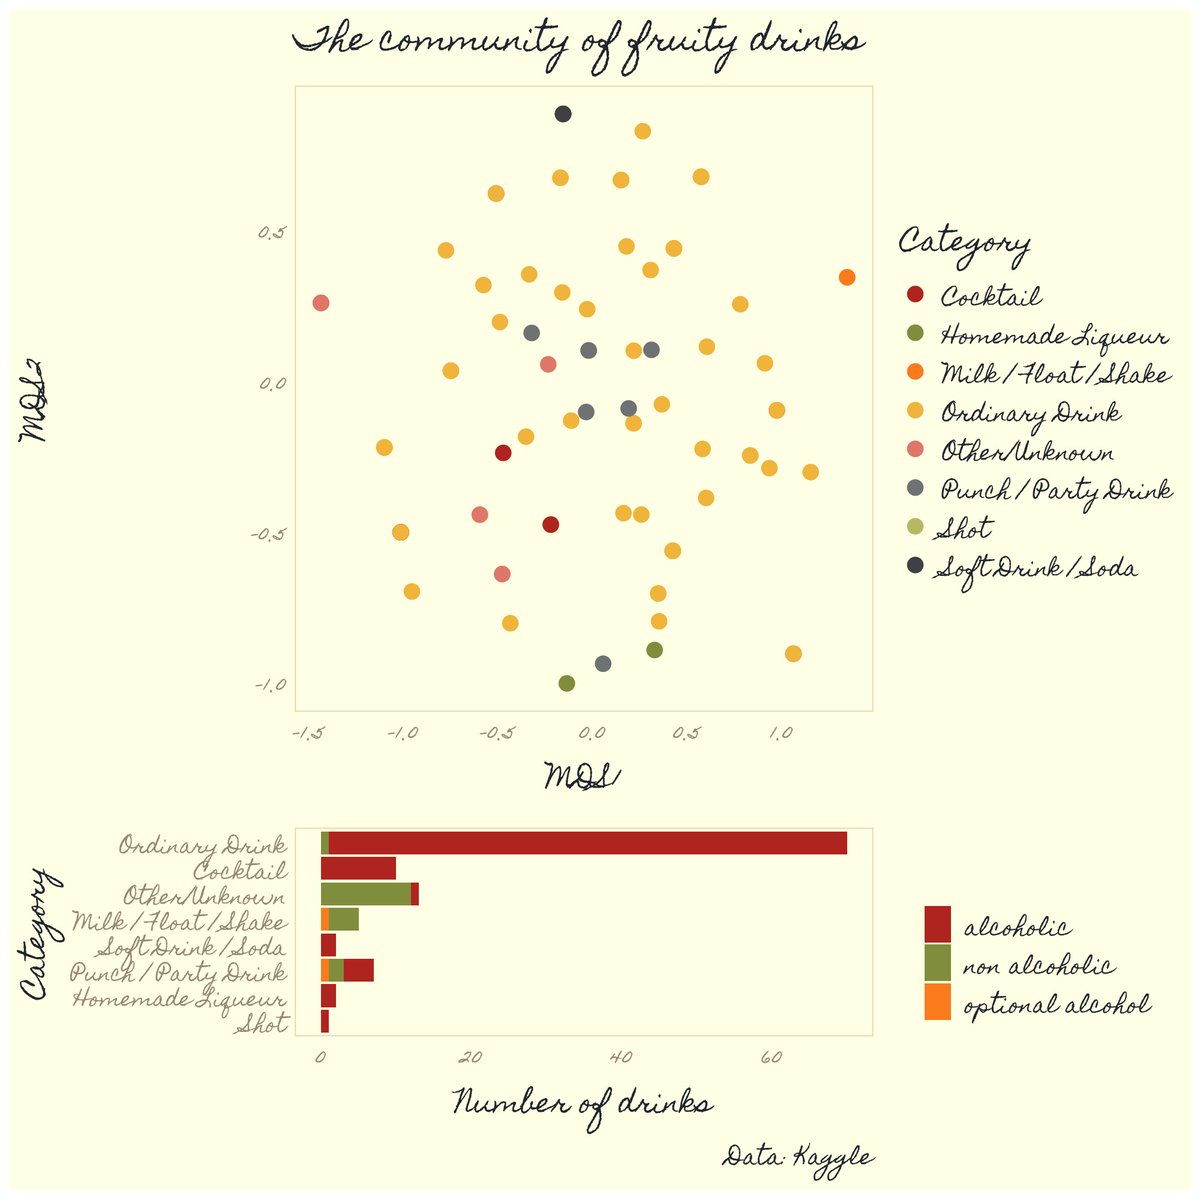 The community of fruity drinks
0.5
0.0
-0.5
-1.0
MDS2
-1.5 -1.0 -0.5 0.0 0.5 1.0
MDS1
Category
Cocktail
Homemade Liqueur
Milk / Float / Shake
Ordinary Drink
Other/Unknown
Punch / Party Drink
Shot
Soft Drink / Soda
Category
Ordinary Drink
Cocktail
Other/Unknown
Milk / Float / Shake
Soft Drink / Soda
Punch / Party Drink
Homemade Liqueur
Shot
0 20 40 60
Number of drinks
alcoholic
non alcoholic
optional alcohol
Data: Kaggle